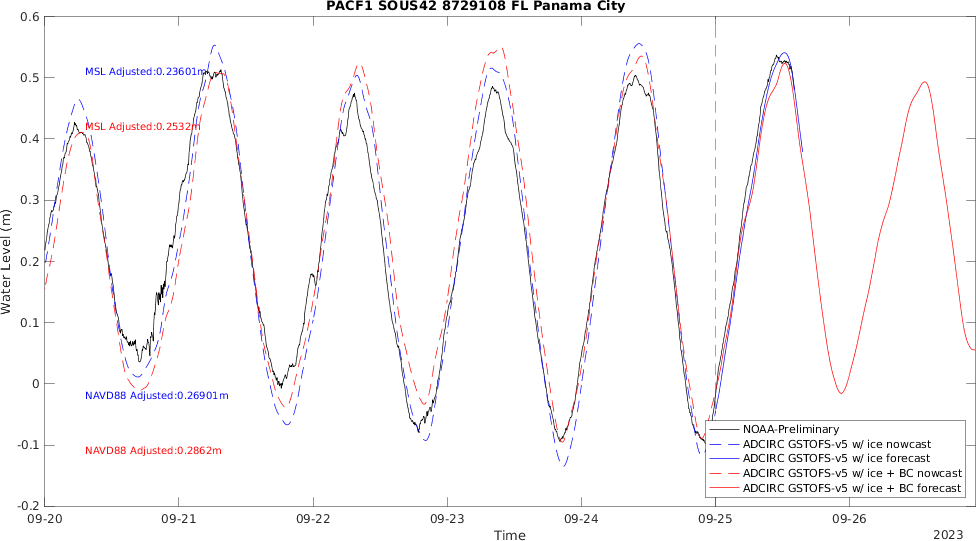 PACF1 SOUS42 8729108 FL Panama City
0.6
0.5
0.4
0.3
0.2
0.1
0
-0.1
-0.2
Water Level (m)
MSL Adjusted:0.23601m
MSL Adjusted:0.2532m
NAVD88 Adjusted:0.26901m
NAVD88 Adjusted:0.2862m
NOAA-Preliminary
ADCIRC GSTOFS-v5 w/ ice nowcast
ADCIRC GSTOFS-v5 w/ ice forecast
ADCIRC GSTOFS-v5 w/ ice + BC nowcast
ADCIRC GSTOFS-v5 w/ ice + BC forecast
09-20 09-21 09-22 09-23 09-24 09-25 09-26
Time
2023